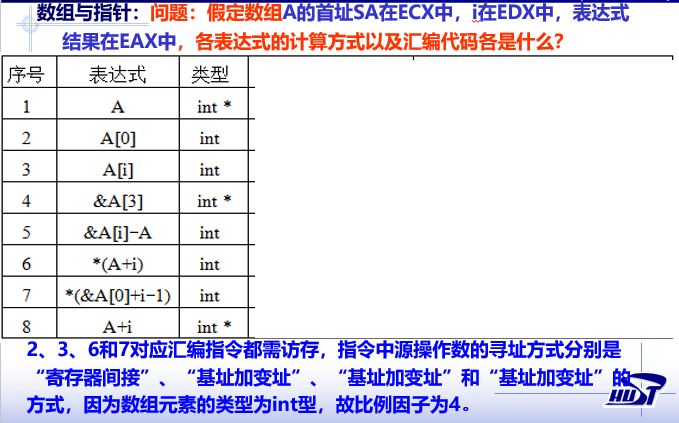 数组与指针：问题：假定数组A的首址SA在ECX中，i在EDX中，表达式
结果在EAX中，各表达式的计算方式以及汇编代码各是什么？
序号 表达式 类型
1 A int *
2 A[0] int
3 A[i] int
4 &A[3] int *
5 &A[i]−A int
6 *(A+i) int
7 *(&A[0]+i−1) int
8 A+i int *
2、3、6和7对应汇编指令都需访存，指令中源操作数的寻址方式分别是
“寄存器间接”、“基址加变址”、“基址加变址”和“基址加变址”的
方式，因为数组元素的类型为int型，故比例因子为4。
HUST